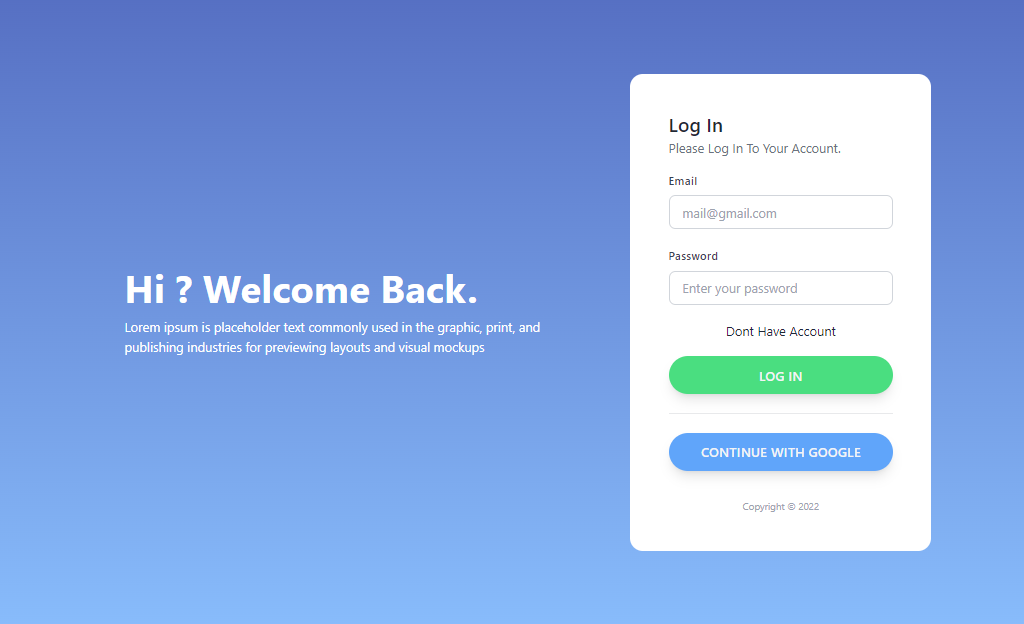 Hi ? Welcome Back.
Lorem ipsum is placeholder text commonly used in the graphic, print, and
publishing industries for previewing layouts and visual mockups
Log In
Please Log In To Your Account.
Email
mail@gmail.com
Password
Enter your password
Dont Have Account
LOG IN
CONTINUE WITH GOOGLE
Copyright © 2022